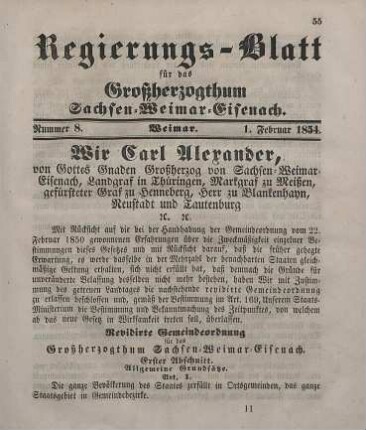 55
Regierungs-Blatt
für das
Großherzogthum
Sachsen-Weimar-Eisenach.
Nummer 8. Weimar. 1. Februar 1854.
Wir Carl Alexander,
von Gottes Gnaden Großherzog von Sachsen-Weimar-
Eisenach, Landgraf in Thüringen, Markgraf zu Meißen,
gefürsteter Graf zu Henneberg, Herr zu Blankenhayn,
Neustadt und Tautenburg
ꝛc. ꝛc.
Mit Rücksicht auf die bei der Handhabung der Gemeindeordnung vom 22.
Februar 1850 gewonnenen Erfahrungen über die Zweckmäßigkeit einzelner Be-
stimmungen dieses Gesetzes und mit Rücksicht darauf, daß die früher gehegte
Erwartung, es werde dasselbe in der Mehrzahl der benachbarten Staaten gleich-
mäßige Geltung erhalten, sich nicht erfüllt, daß demnach die Gründe für
unveränderte Belassung desselben nicht mehr bestehen, haben Wir mit Zustim-
mung des getreuen Landtags die nachstehende revidirte Gemeindeordnung
zu erlassen beschlossen und, gemäß der Bestimmung im Art. 169, Unserem Staats-
Ministerium die Bestimmung und Bekanntmachung des Zeitpunktes, von welchem
ab das neue Gesetz in Wirksamkeit treten soll, überlassen.
Revidirte Gemeindeordnung
für das
Großherzogthum Sachsen-Weimar-Eisenach.
Erster Abschnitt.
Allgemeine Grundsätze.
Art. 1.
Die ganze Bevölkerung des Staates zerfällt in Ortsgemeinden, das ganze
Staatsgebiet in Gemeindebezirke.
11